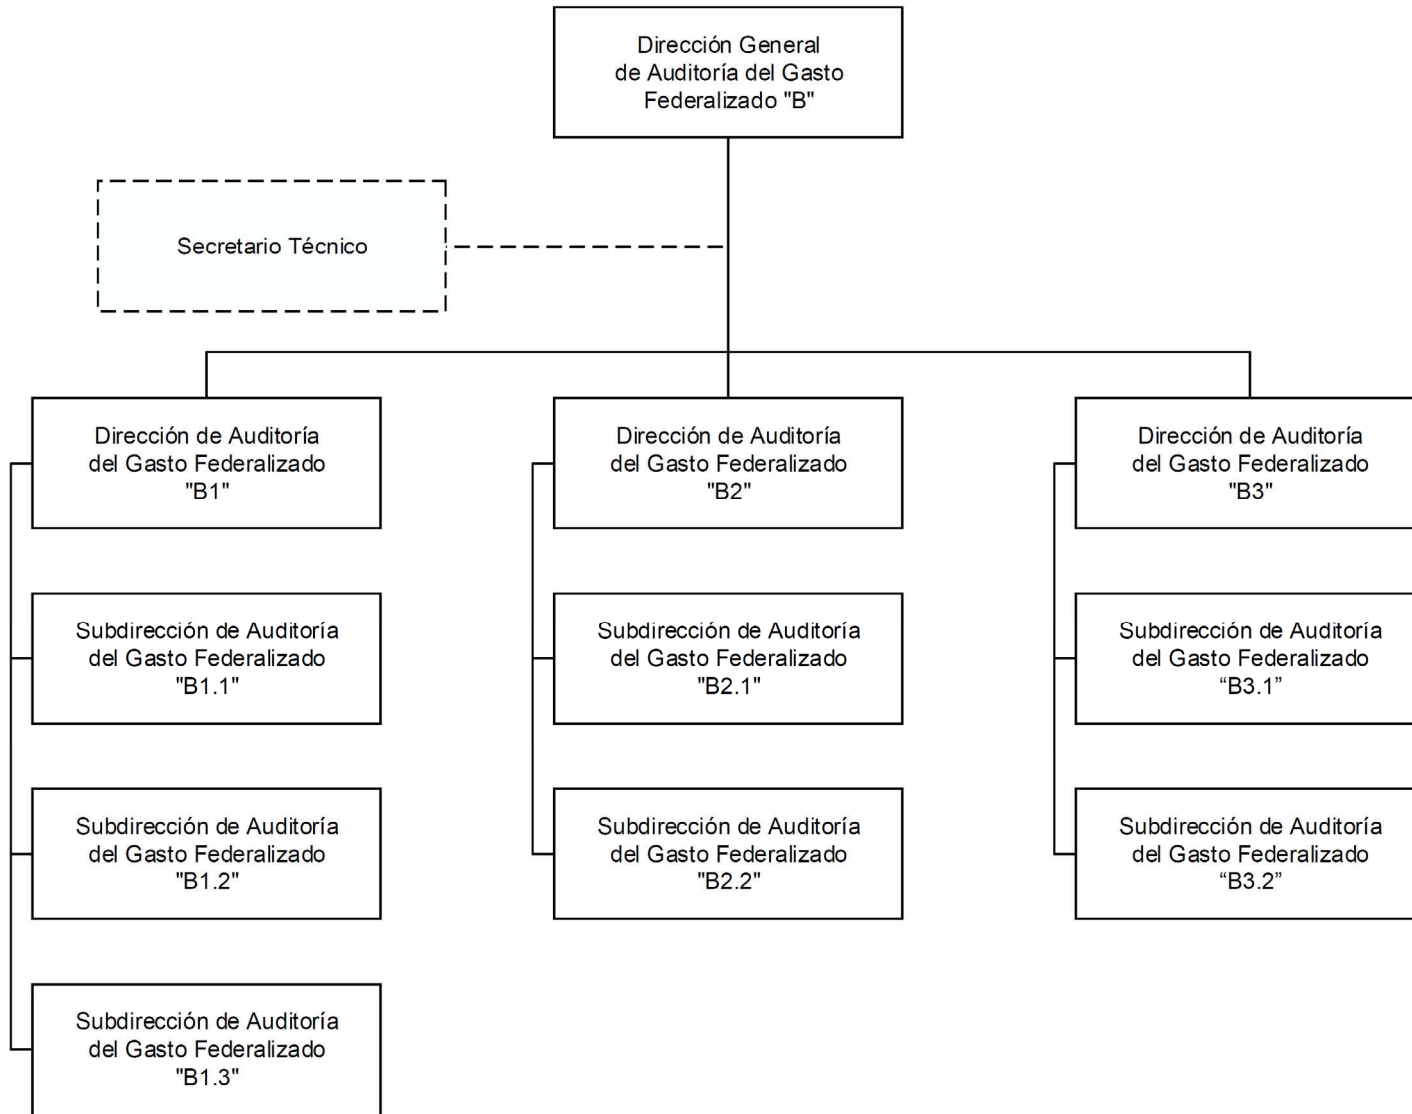 Dirección General
de Auditoría del Gasto
Federalizado "B"
Secretario Técnico
Dirección de Auditoría
del Gasto Federalizado
"B1"
Dirección de Auditoría
del Gasto Federalizado
"B2"
Dirección de Auditoría
del Gasto Federalizado
"B3"
Subdirección de Auditoría
del Gasto Federalizado
"B1.1"
Subdirección de Auditoría
del Gasto Federalizado
"B2.1"
Subdirección de Auditoría
del Gasto Federalizado
“B3.1”
Subdirección de Auditoría
del Gasto Federalizado
"B1.2"
Subdirección de Auditoría
del Gasto Federalizado
"B2.2"
Subdirección de Auditoría
del Gasto Federalizado
“B3.2”
Subdirección de Auditoría
del Gasto Federalizado
"B1.3"